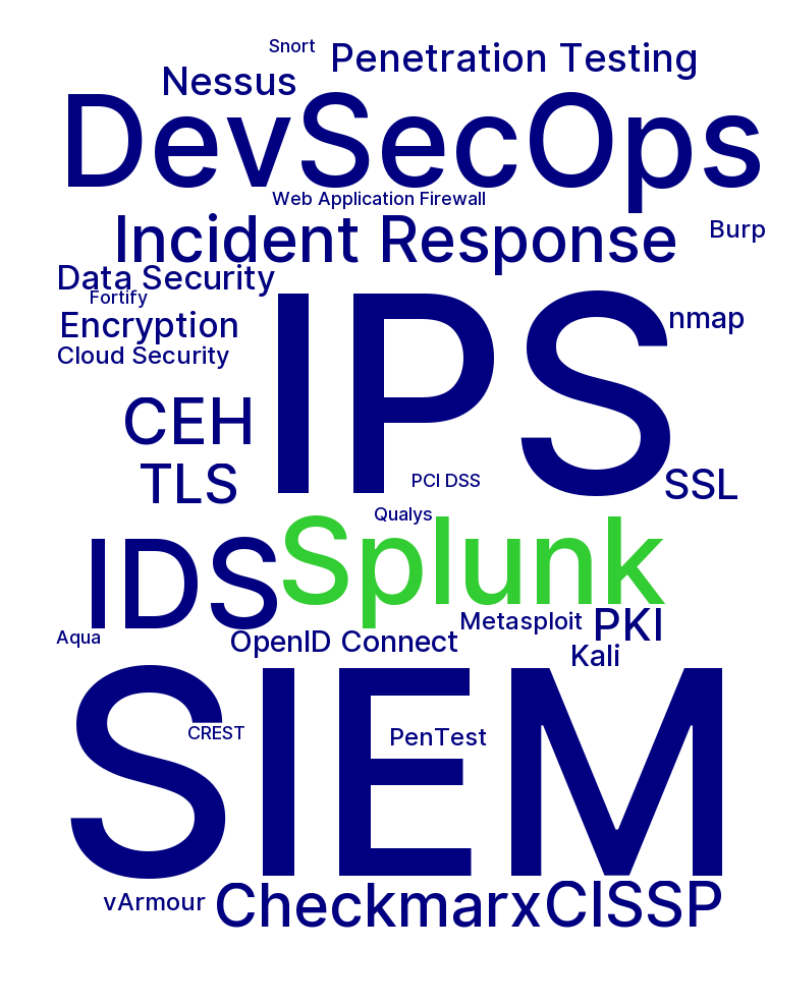 Snort
Penetration Testing
Nessus
DevSecOps
Web Application Firewall
Incident Response
Burp
Data Security
Fortify
IPS
nmap
Encryption
Cloud Security
CEH
TLS
PCI DSS
SSL
Qualys
Splunk
IDS
Metasploit
PKI
Aqua
OpenID Connect
Kali
SIEM
CREST
PenTest
vArmour
Checkmarx
CISSP